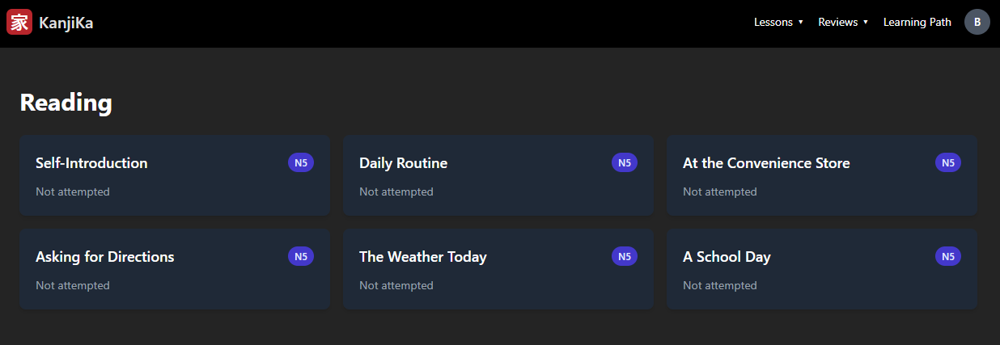 家 KanjiKa
Lessons ▼ Reviews ▼ Learning Path B
Reading
Self-Introduction N5
Not attempted
Daily Routine N5
Not attempted
At the Convenience Store N5
Not attempted
Asking for Directions N5
Not attempted
The Weather Today N5
Not attempted
A School Day N5
Not attempted